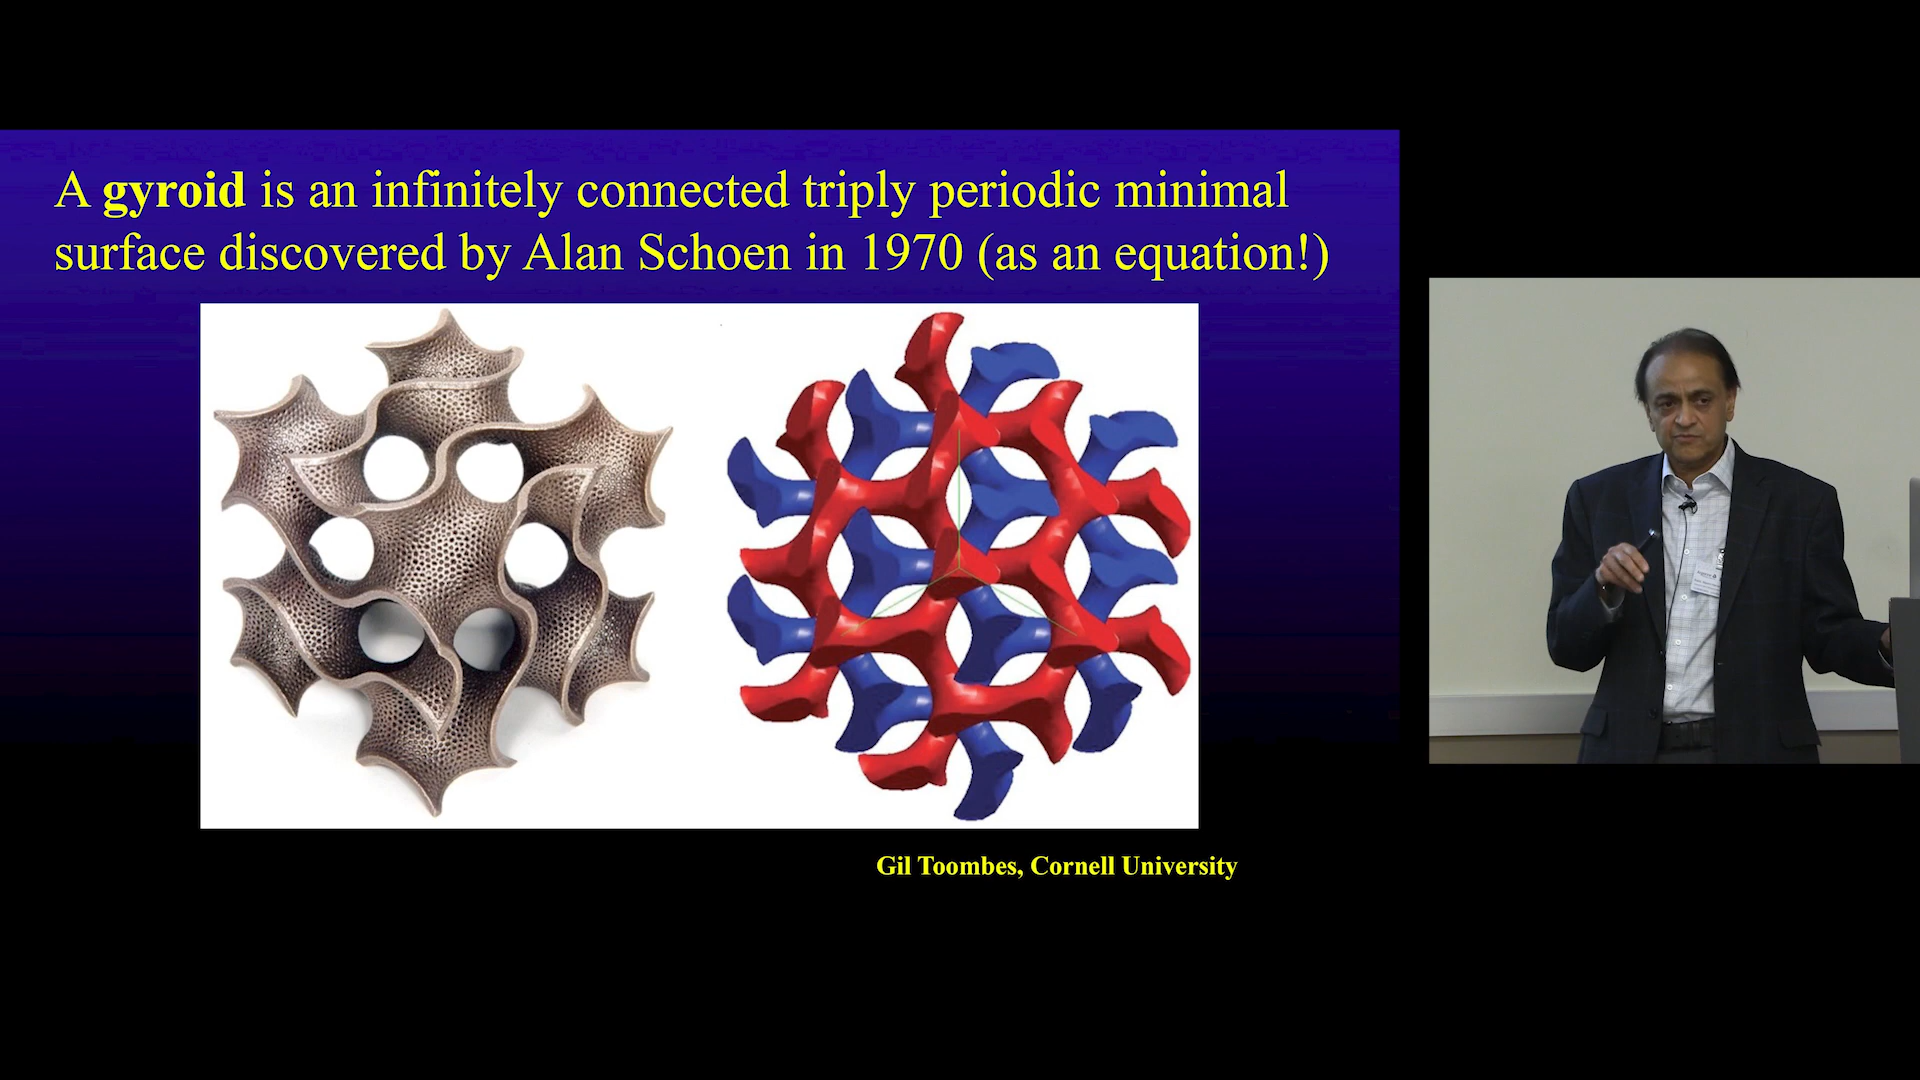 A gyroid is an infinitely connected triply periodic minimal
surface discovered by Alan Schoen in 1970 (as an equation!)
Gil Toombes, Cornell University